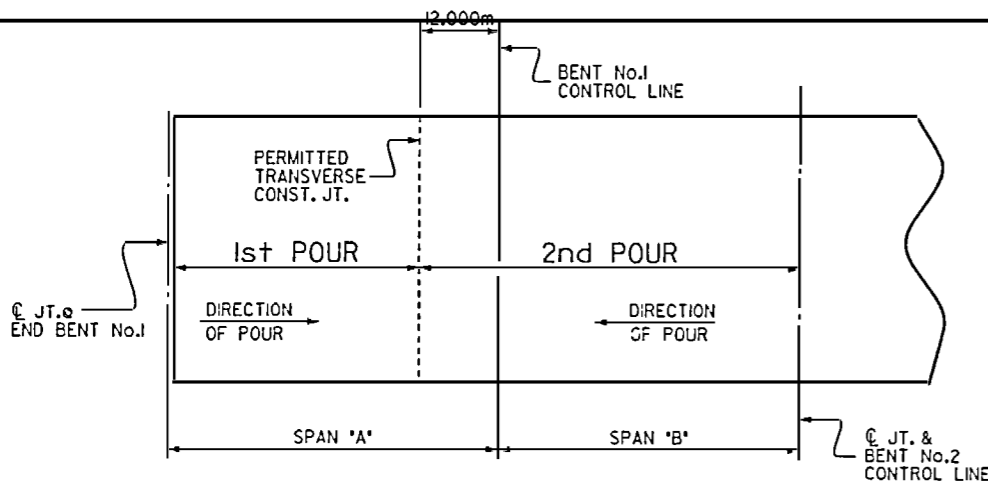 12.000m
BENT No.1
CONTROL LINE
PERMITTED
TRANSVERSE
CONST. JT.
1st POUR
2nd POUR
℄ JT.@
END BENT No.1
DIRECTION
OF POUR
DIRECTION
OF POUR
SPAN "A"
SPAN "B"
℄ JT. &
BENT No.2
CONTROL LINE